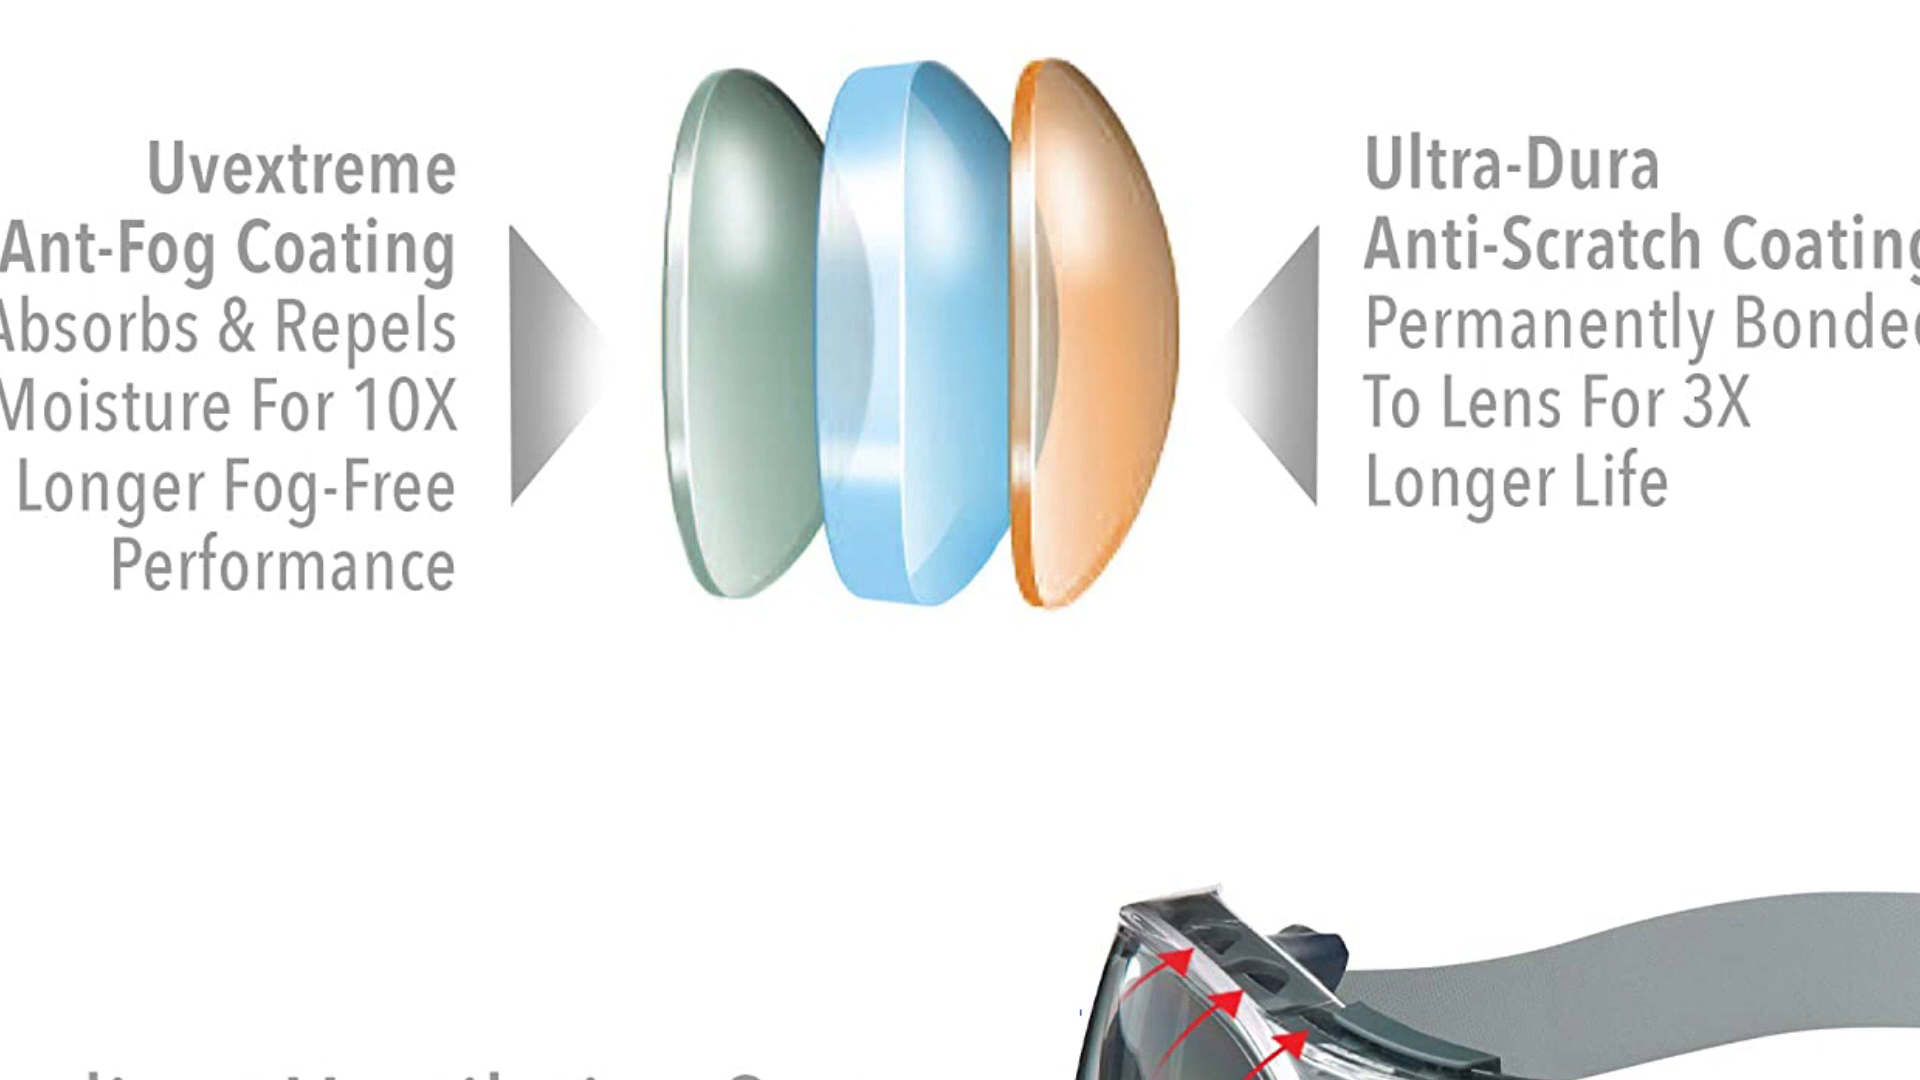 Uvextreme
Ant-Fog Coating
Absorbs & Repels
Moisture For 10X
Longer Fog-Free
Performance
Ultra-Dura
Anti-Scratch Coating
Permanently Bonded
To Lens For 3X
Longer Life